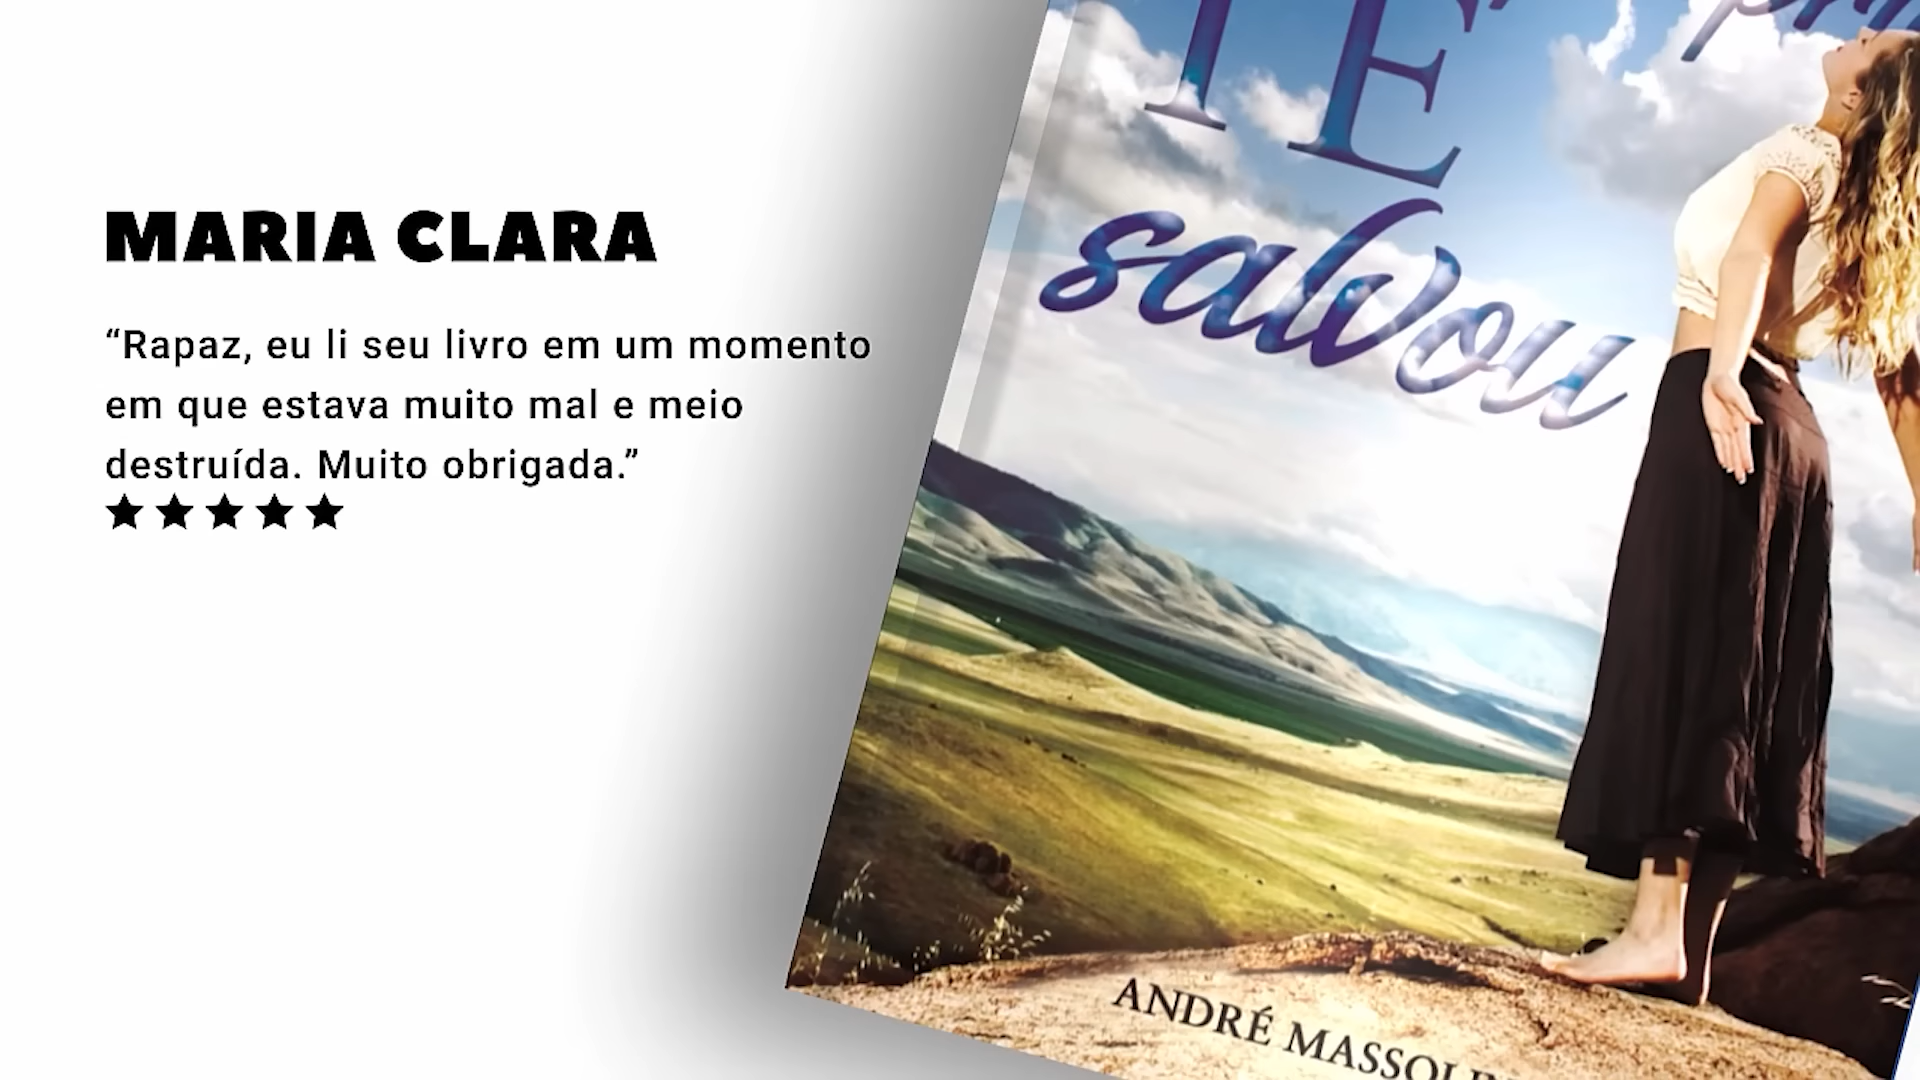 MARIA CLARA
“Rapaz, eu li seu livro em um momento
em que estava muito mal e meio
destruída. Muito obrigada.”
TE
salvou
ANDRÉ